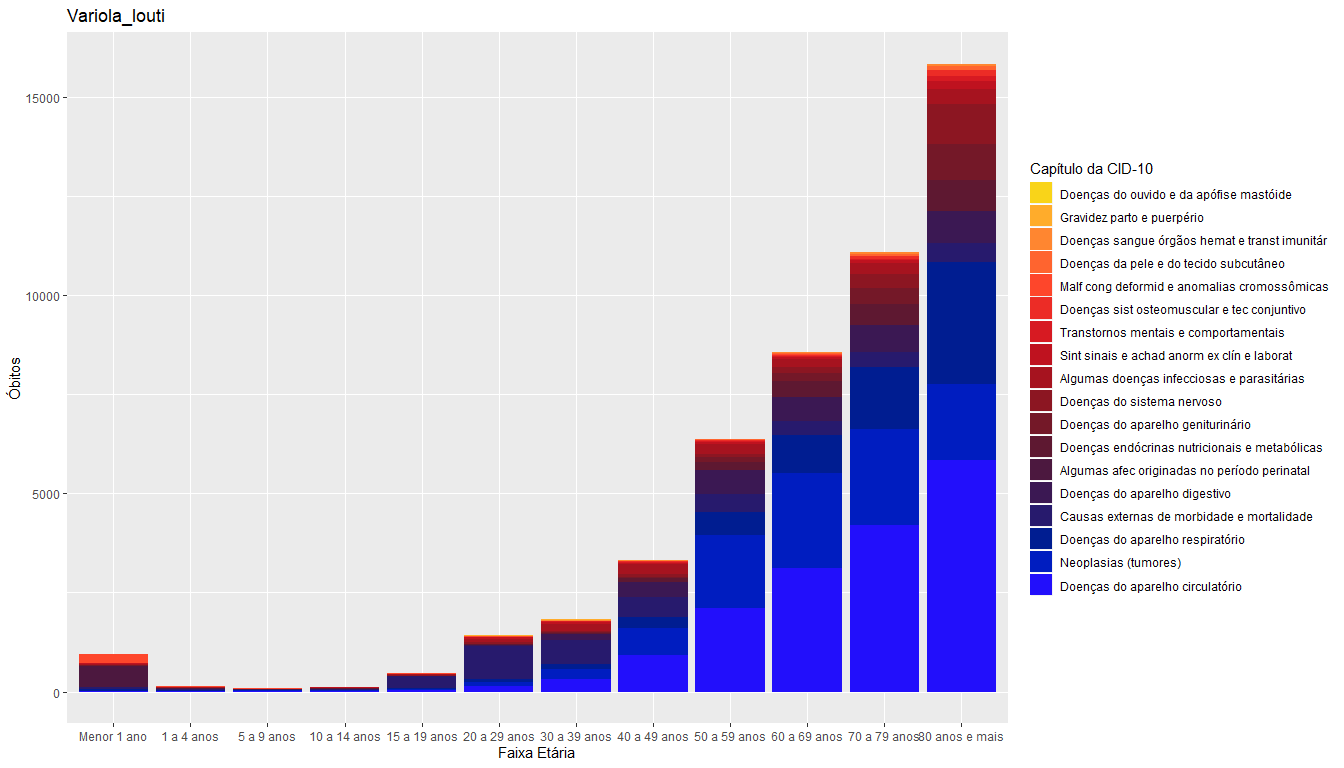 Variola_louti
15000
10000
5000
0
Óbitos
Menor 1 ano
1 a 4 anos
5 a 9 anos
10 a 14 anos
15 a 19 anos
20 a 29 anos
30 a 39 anos
40 a 49 anos
50 a 59 anos
60 a 69 anos
70 a 79 anos
80 anos e mais
Faixa Etária
Capítulo da CID-10
Doenças do ouvido e da apófise mastóide
Gravidez parto e puerpério
Doenças sangue órgãos hemat e transt imunitár
Doenças da pele e do tecido subcutâneo
Malf cong deformid e anomalias cromossômicas
Doenças sist osteomuscular e tec conjuntivo
Transtornos mentais e comportamentais
Sint sinais e achad anorm ex clín e laborat
Algumas doenças infecciosas e parasitárias
Doenças do sistema nervoso
Doenças do aparelho geniturinário
Doenças endócrinas nutricionais e metabólicas
Algumas afec originadas no período perinatal
Doenças do aparelho digestivo
Causas externas de morbidade e mortalidade
Doenças do aparelho respiratório
Neoplasias (tumores)
Doenças do aparelho circulatório